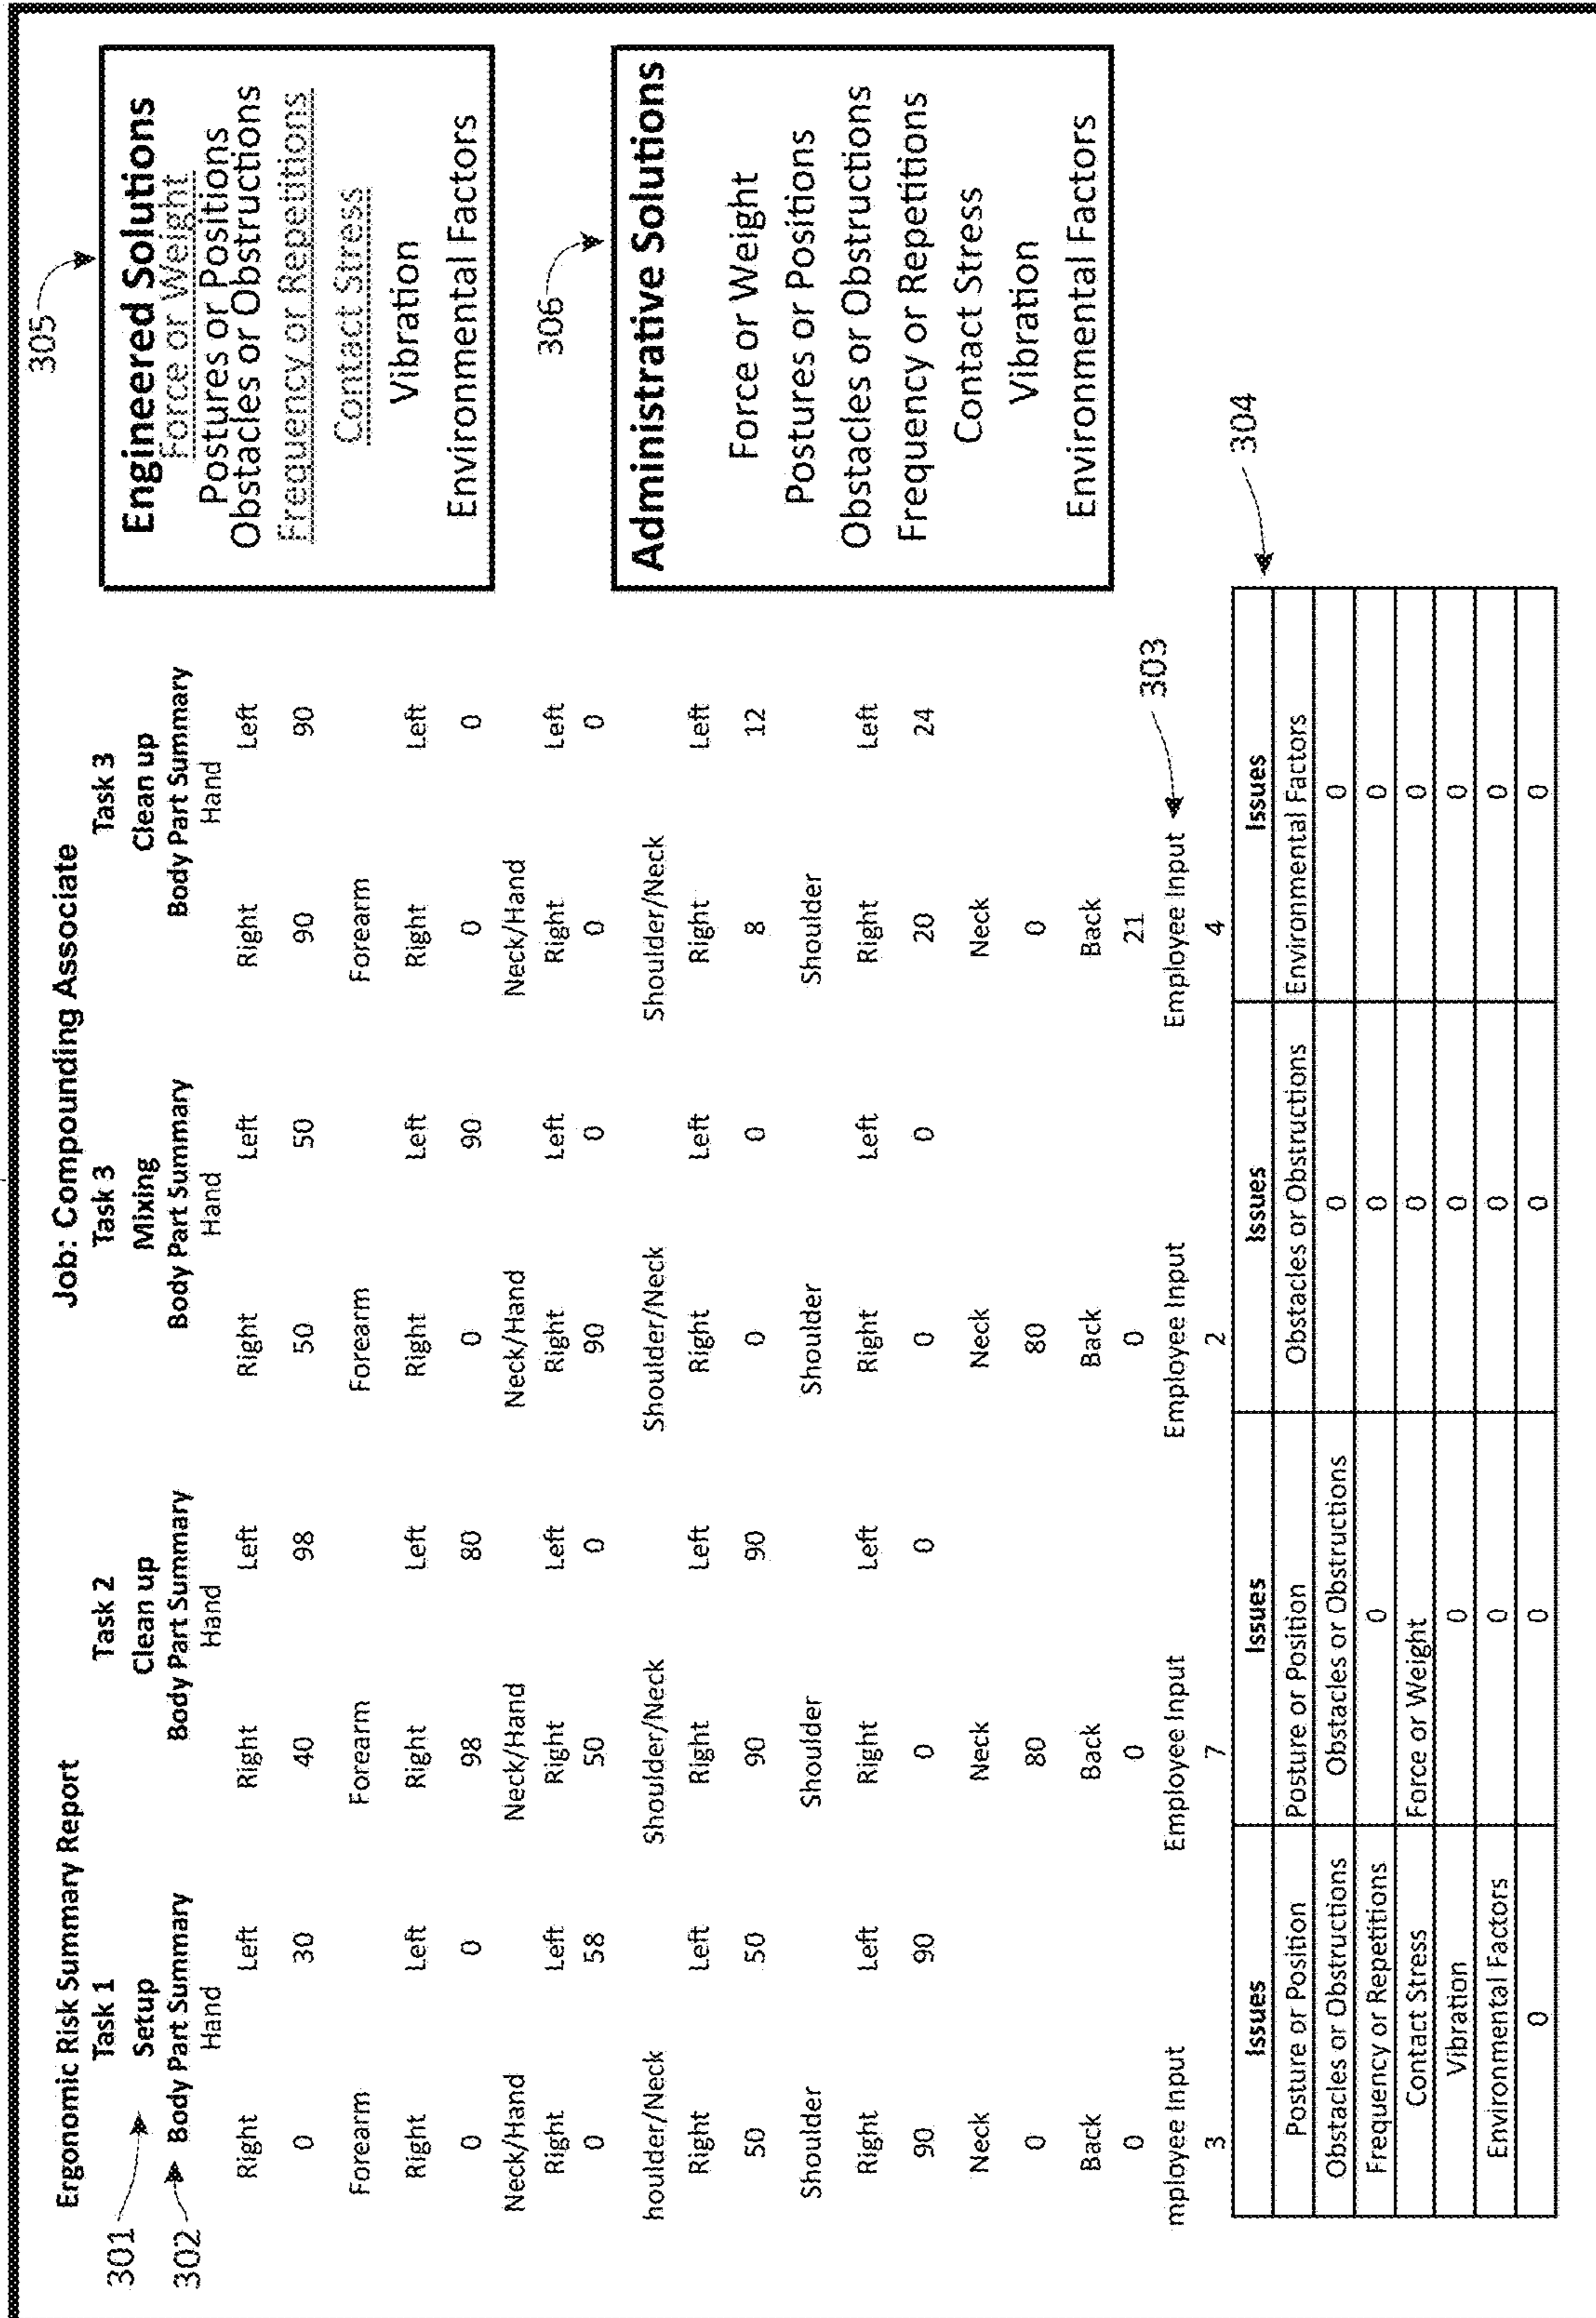 Ergonomic Risk Summary Report Job: Compounding Associate
Task 1 Task 2 Task 3 Task 3
301 Setup Clean up Mixing Clean up
302 Body Part Summary Body Part Summary Body Part Summary Body Part Summary
Hand Hand Hand Hand
Right Left Right Left Right Left Right Left
0 30 40 98 50 50 90 90
Forearm Forearm Forearm Forearm
Right Left Right Left Right Left Right Left
0 0 98 80 0 90 0 0
Neck/Hand Neck/Hand Neck/Hand Neck/Hand
Right Left Right Left Right Left Right Left
0 58 50 0 90 0 0 0
houlder/Neck Shoulder/Neck Shoulder/Neck Shoulder/Neck
Right Left Right Left Right Left Right Left
50 50 90 90 0 0 8 12
Shoulder Shoulder Shoulder Shoulder
Right Left Right Left Right Left Right Left
90 90 0 0 0 0 20 24
Neck Neck Neck Neck
0 80 80 0
Back Back Back Back
0 0 0 21
mployee Input Employee Input Employee Input Employee Input 303
3 7 2 4
304
Issues Issues Issues Issues
Posture or Position Posture or Position Obstacles or Obstructions Environmental Factors
Obstacles or Obstructions Obstacles or Obstructions 0 0
Frequency or Repetitions 0 0 0
Contact Stress Force or Weight 0 0
Vibration 0 0 0
Environmental Factors 0 0 0
0 0 0 0
305
Engineered Solutions
Force or Weight
Postures or Positions
Obstacles or Obstructions
Frequency or Repetitions
Contact Stress
Vibration
Environmental Factors
306
Administrative Solutions
Force or Weight
Postures or Positions
Obstacles or Obstructions
Frequency or Repetitions
Contact Stress
Vibration
Environmental Factors